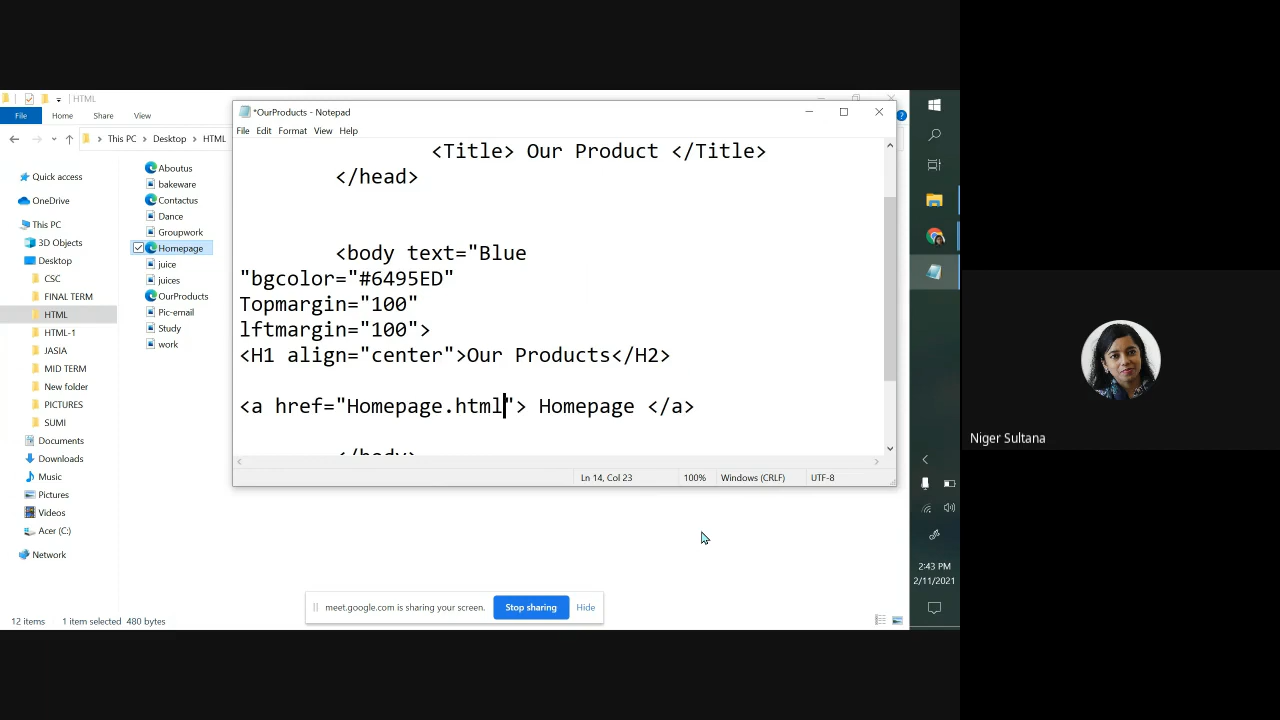 HTML
*OurProducts - Notepad
File Home Share View
File Edit Format View Help
This PC Desktop HTML
<Title> Our Product </Title>
</head>
<body text="Blue
"bgcolor="#6495ED"
Topmargin="100"
lftmargin="100">
<H1 align="center">Our Products</H2>
<a href="Homepage.html"> Homepage </a>
</body>
Ln 14, Col 23 100% Windows (CRLF) UTF-8
Quick access
OneDrive
This PC
3D Objects
Desktop
CSC
FINAL TERM
HTML
HTML-1
JASIA
MID TERM
New folder
PICTURES
SUMI
Documents
Downloads
Music
Pictures
Videos
Acer (C:)
Network
Aboutus
bakeware
Contactus
Dance
Groupwork
Homepage
juice
juices
OurProducts
Pic-email
Study
work
meet.google.com is sharing your screen. Stop sharing Hide
12 items 1 item selected 480 bytes
2:43 PM
2/11/2021
Niger Sultana